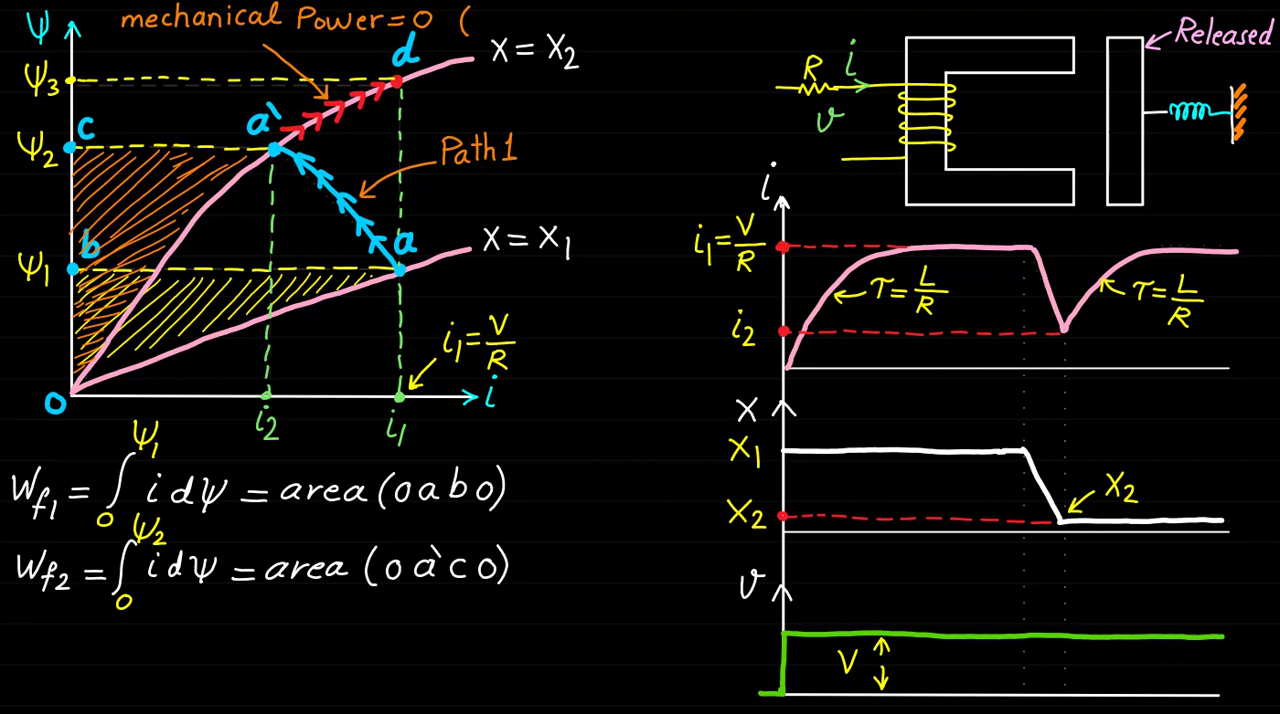 mechanical Power = 0 (
ψ
ψ3
d
X = X2
c
a`
ψ2
Path 1
b
a
ψ1
X = X1
i1 = V/R
o
i2
i1
i
Wf1 = ∫0^ψ1 i dψ = area (o a b o)
Wf2 = ∫0^ψ2 i dψ = area (o a` c o)
Released
R
i
v
i
i1 = V/R
τ = L/R
τ = L/R
i2
X
X1
X2
X2
v
V